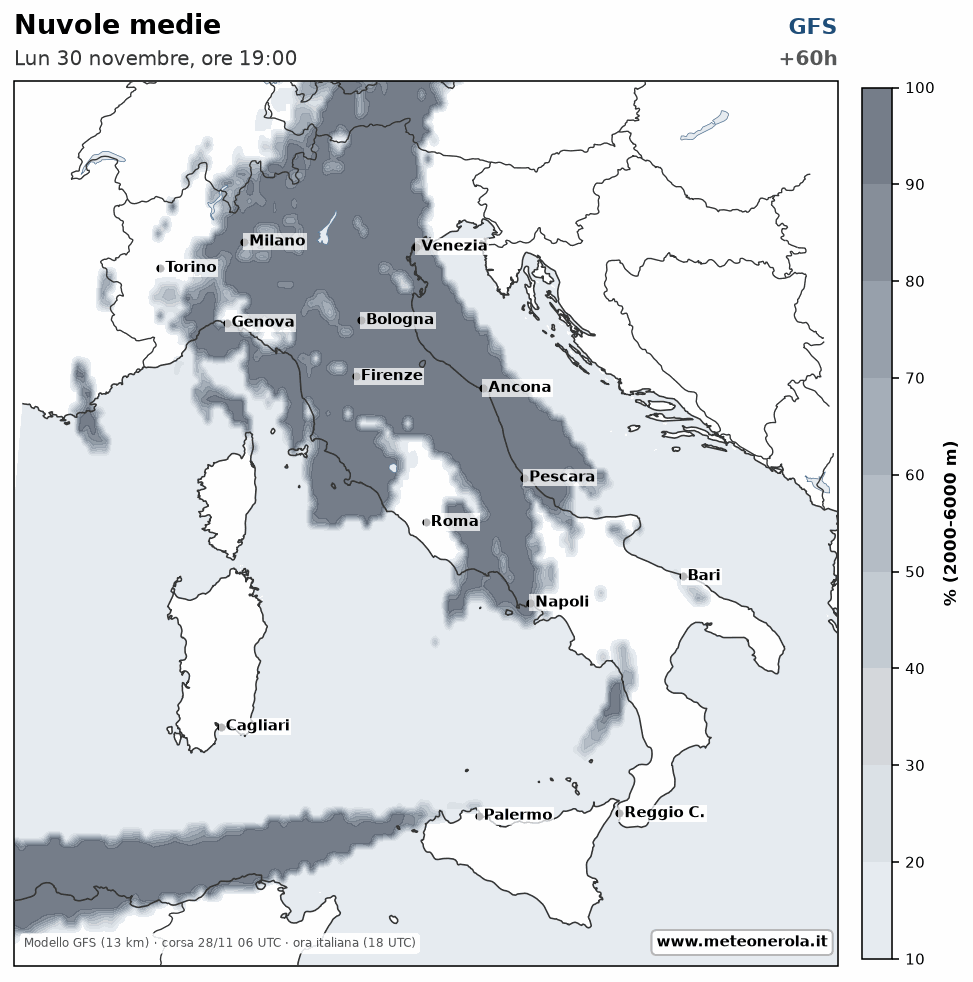 Nuvole medie
GFS
Lun 30 novembre, ore 19:00
+60h
Milano
Venezia
Torino
Genova
Bologna
Firenze
Ancona
Pescara
Roma
Bari
Napoli
Cagliari
Palermo
Reggio C.
Modello GFS (13 km) · corsa 28/11 06 UTC · ora italiana (18 UTC)
www.meteonerola.it
100
90
80
70
60
50
40
30
20
10
% (2000-6000 m)